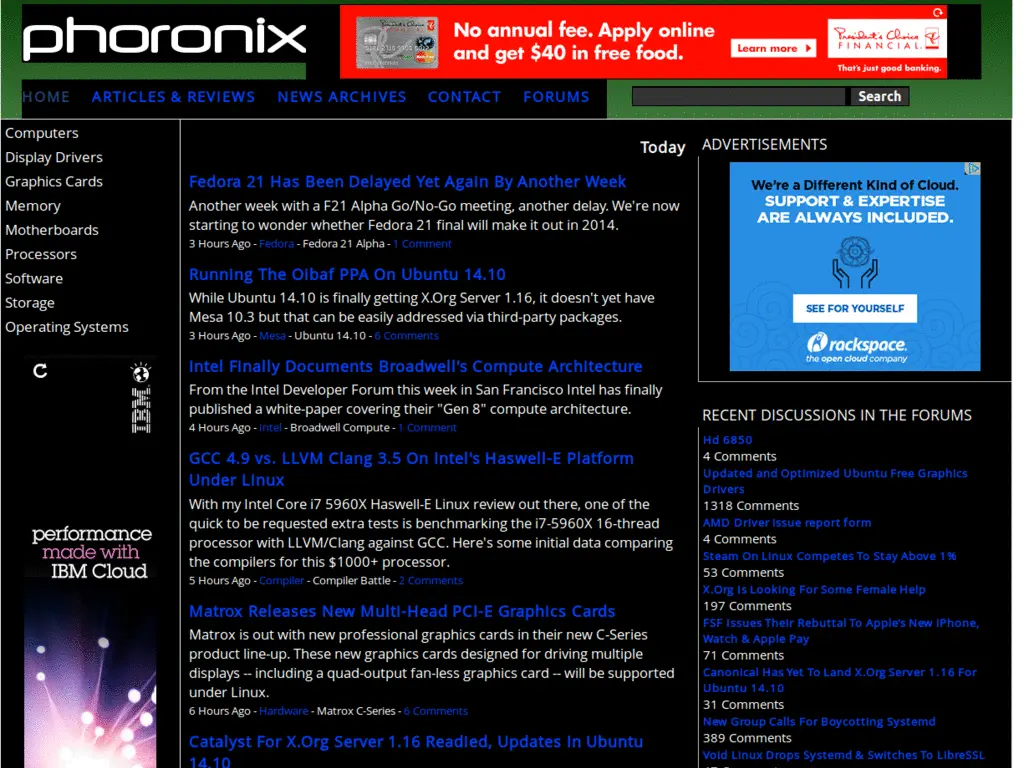 phoronix
No annual fee. Apply online
and get $40 in free food.
Learn more
President's Choice
FINANCIAL
That's just good banking.
HOME ARTICLES & REVIEWS NEWS ARCHIVES CONTACT FORUMS
Search
Computers
Display Drivers
Graphics Cards
Memory
Motherboards
Processors
Software
Storage
Operating Systems
IBM
performance
made with
IBM Cloud
Today
Fedora 21 Has Been Delayed Yet Again By Another Week
Another week with a F21 Alpha Go/No-Go meeting, another delay. We're now
starting to wonder whether Fedora 21 final will make it out in 2014.
3 Hours Ago - Fedora - Fedora 21 Alpha - 1 Comment
Running The Oibaf PPA On Ubuntu 14.10
While Ubuntu 14.10 is finally getting X.Org Server 1.16, it doesn't yet have
Mesa 10.3 but that can be easily addressed via third-party packages.
3 Hours Ago - Mesa - Ubuntu 14.10 - 6 Comments
Intel Finally Documents Broadwell's Compute Architecture
From the Intel Developer Forum this week in San Francisco Intel has finally
published a white-paper covering their "Gen 8" compute architecture.
4 Hours Ago - Intel - Broadwell Compute - 1 Comment
GCC 4.9 vs. LLVM Clang 3.5 On Intel's Haswell-E Platform
Under Linux
With my Intel Core i7 5960X Haswell-E Linux review out there, one of the
quick to be requested extra tests is benchmarking the i7-5960X 16-thread
processor with LLVM/Clang against GCC. Here's some initial data comparing
the compilers for this $1000+ processor.
5 Hours Ago - Compiler - Compiler Battle - 2 Comments
Matrox Releases New Multi-Head PCI-E Graphics Cards
Matrox is out with new professional graphics cards in their new C-Series
product line-up. These new graphics cards designed for driving multiple
displays -- including a quad-output fan-less graphics card -- will be supported
under Linux.
6 Hours Ago - Hardware - Matrox C-Series - 6 Comments
Catalyst For X.Org Server 1.16 Readied, Updates In Ubuntu
14.10
ADVERTISEMENTS
We're a Different Kind of Cloud.
SUPPORT & EXPERTISE
ARE ALWAYS INCLUDED.
SEE FOR YOURSELF
rackspace.
the open cloud company
RECENT DISCUSSIONS IN THE FORUMS
Hd 6850
4 Comments
Updated and Optimized Ubuntu Free Graphics
Drivers
1318 Comments
AMD Driver issue report form
4 Comments
Steam On Linux Competes To Stay Above 1%
53 Comments
X.Org Is Looking For Some Female Help
197 Comments
FSF Issues Their Rebuttal To Apple's New iPhone,
Watch & Apple Pay
71 Comments
Canonical Has Yet To Land X.Org Server 1.16 For
Ubuntu 14.10
31 Comments
New Group Calls For Boycotting Systemd
389 Comments
Void Linux Drops Systemd & Switches To LibreSSL